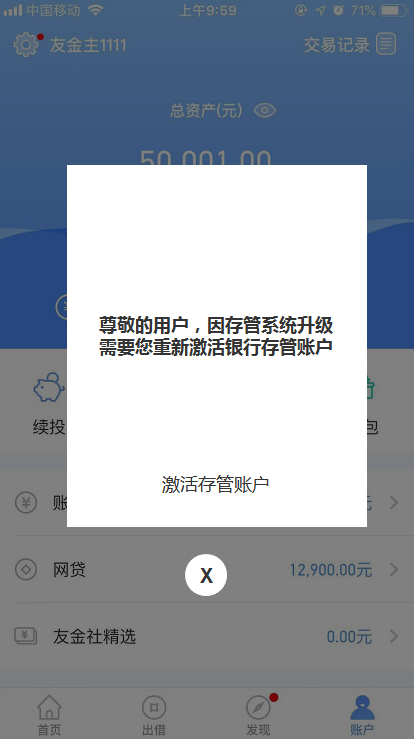 中国移动
上午9:59
71%
友金主1111
交易记录
总资产(元)
50,001.00
尊敬的用户，因存管系统升级
需要您重新激活银行存管账户
续投
包
激活存管账户
账
元
X
网贷
12,900.00元
友金社精选
0.00元
首页
出借
发现
账户